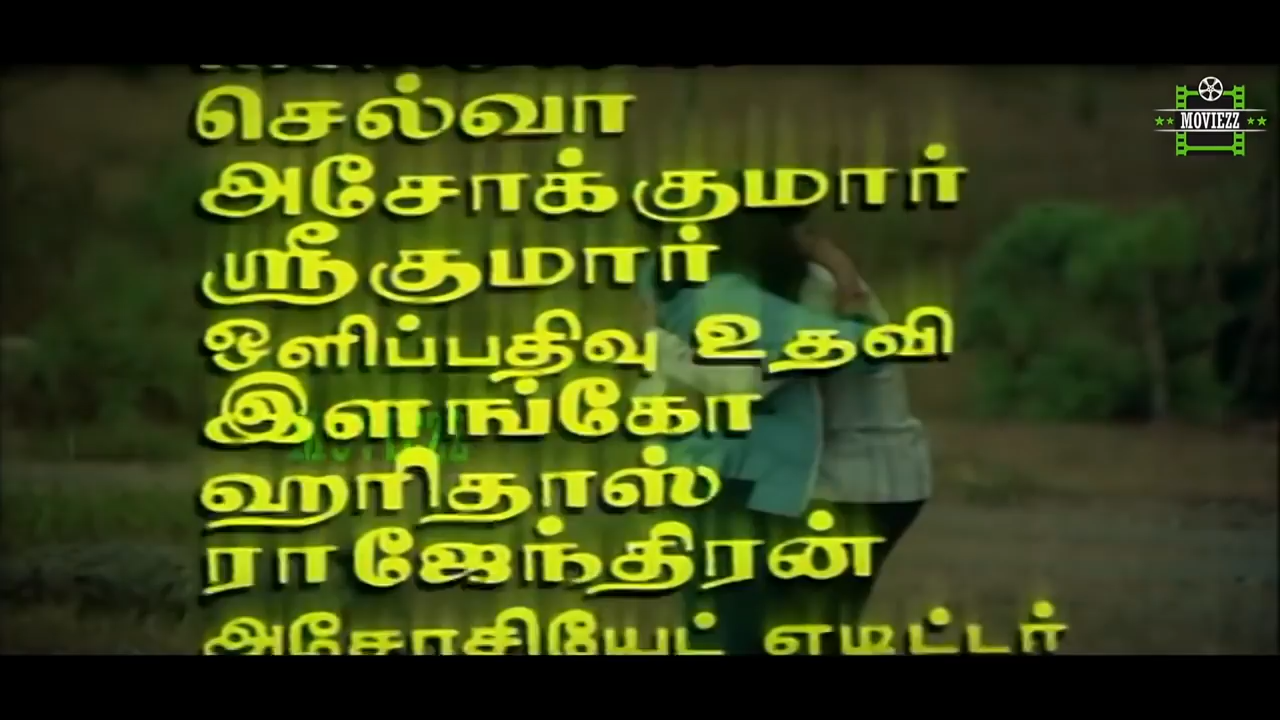 செல்வா
அசோக்குமார்
ஸ்ரீகுமார்
ஒளிப்பதிவு உதவி
இளங்கோ
ஹரிதாஸ்
ராஜேந்திரன்
அசோசியேட் எடிட்டர்
MOVIEZZ